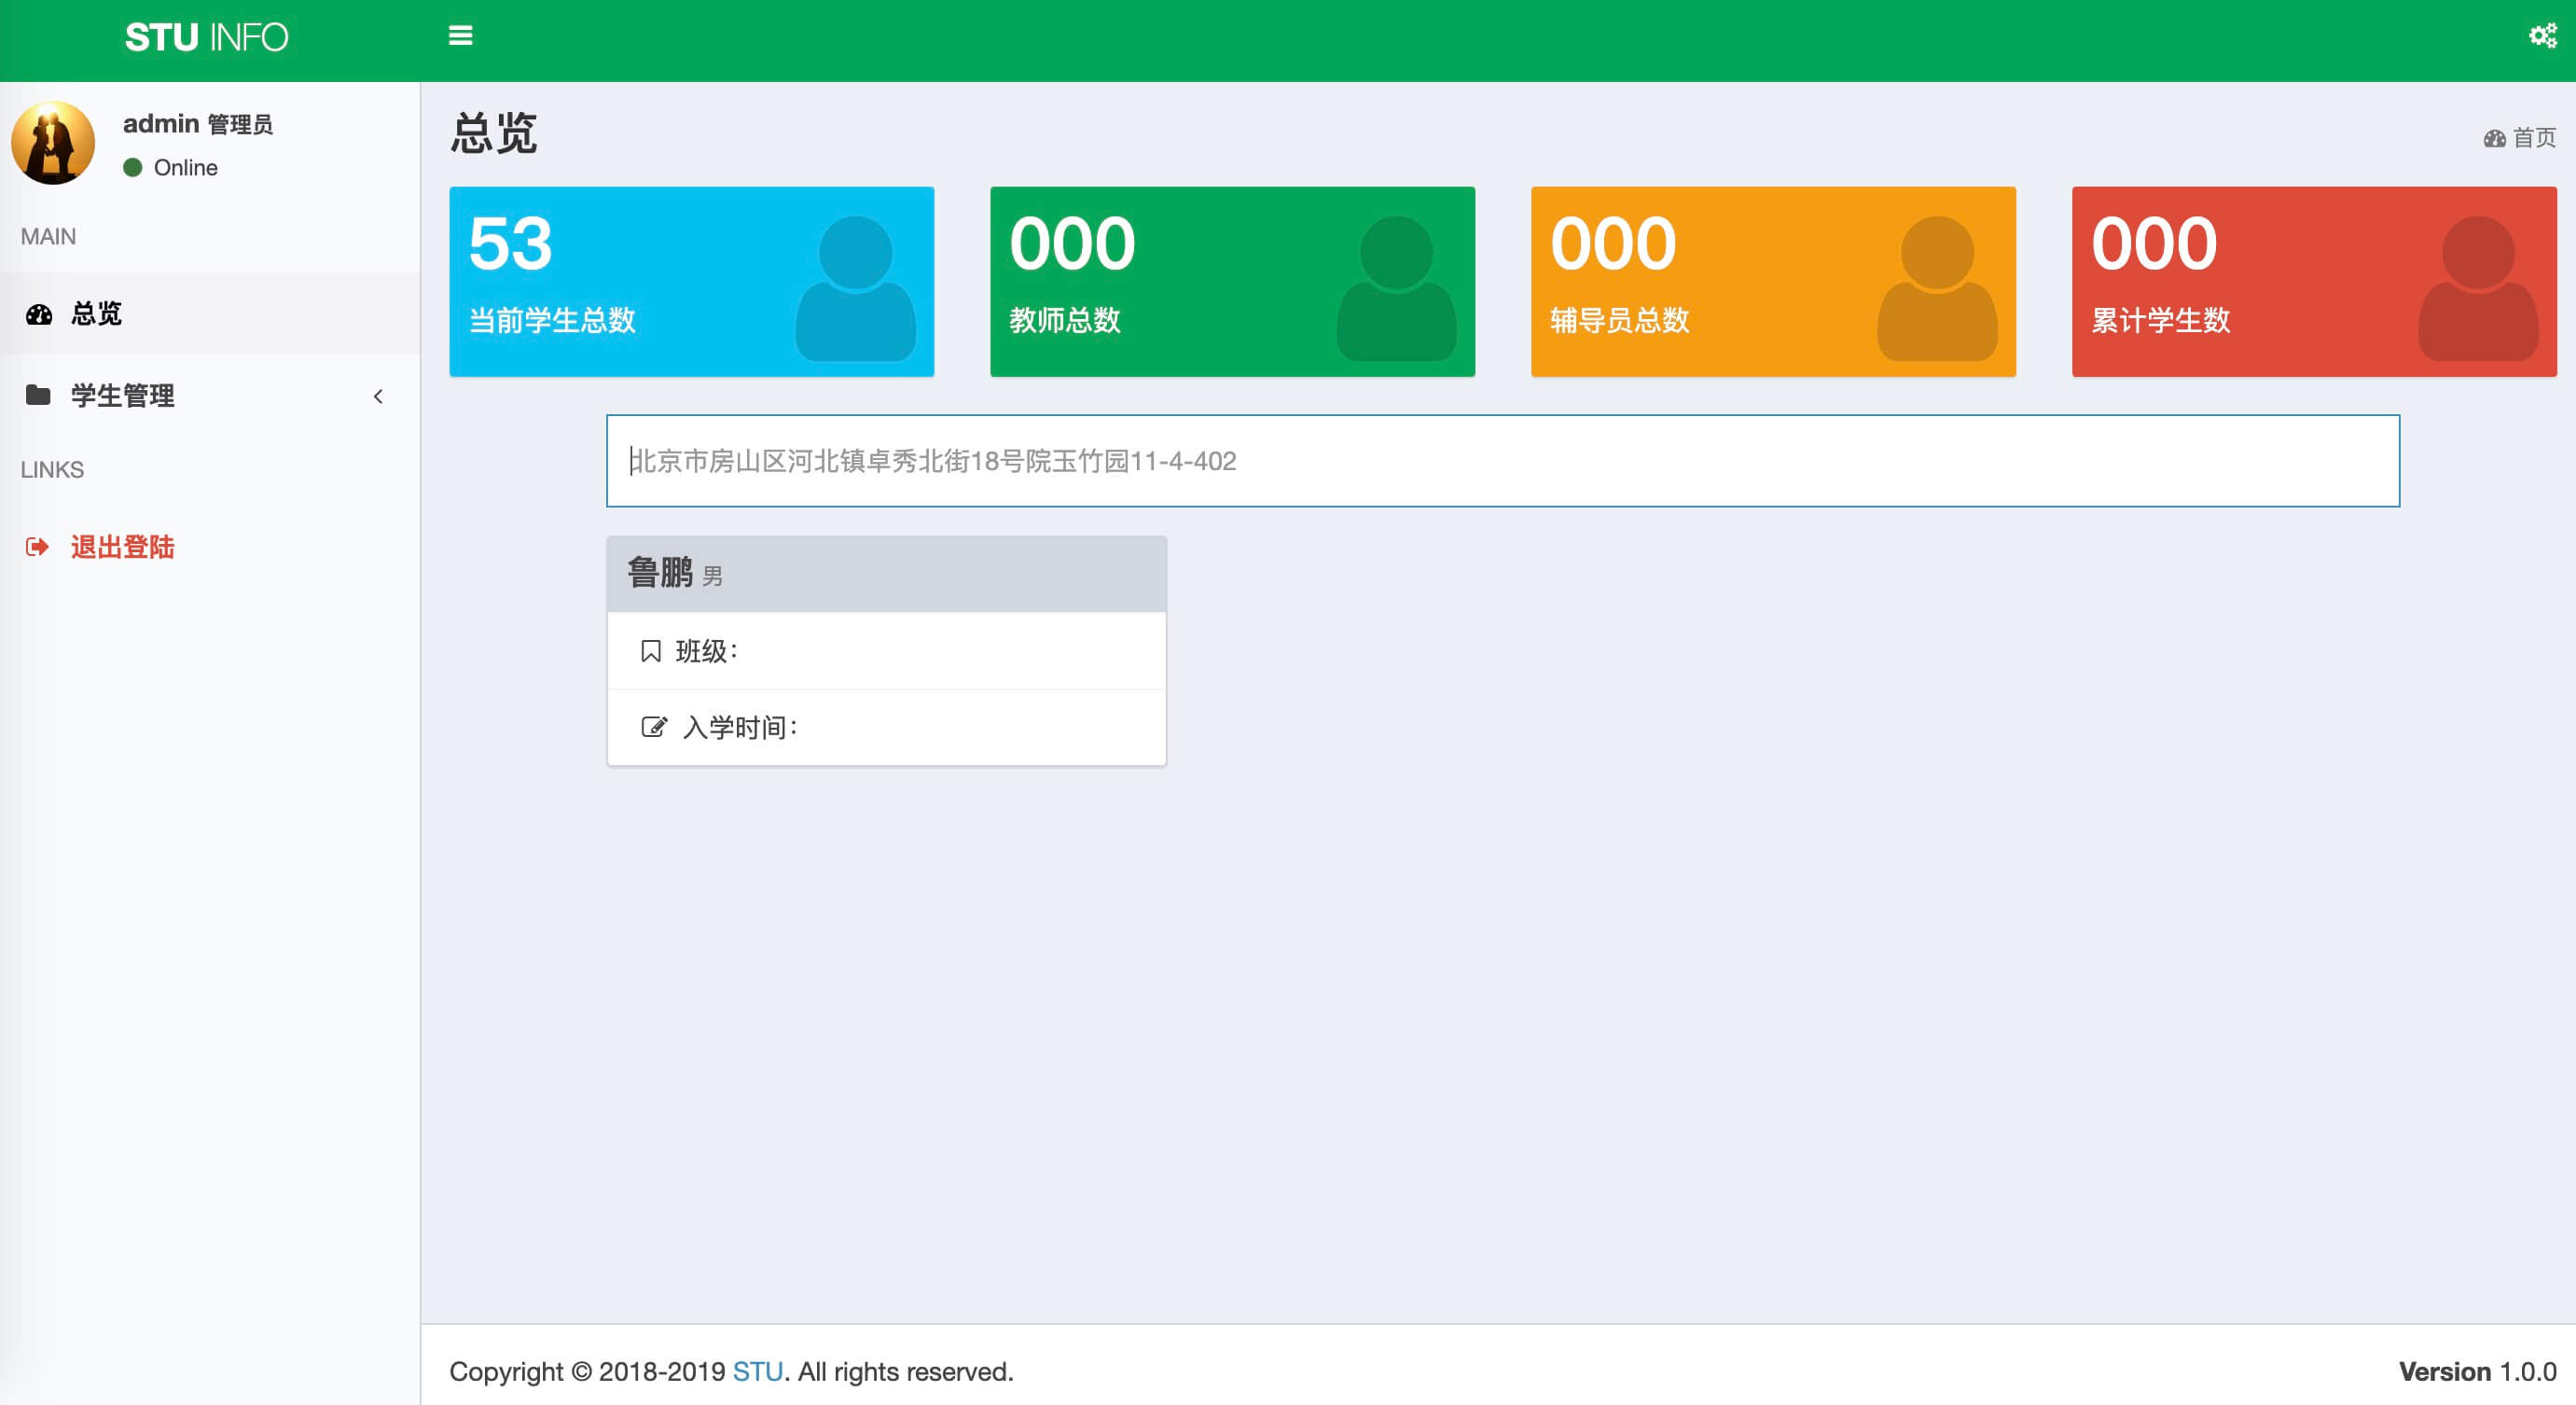 STU INFO
admin 管理员
Online
MAIN
总览
学生管理
LINKS
退出登陆
总览
首页
53
当前学生总数
000
教师总数
000
辅导员总数
000
累计学生数
北京市房山区河北镇卓秀北街18号院玉竹园11-4-402
鲁鹏 男
班级：
入学时间：
Copyright © 2018-2019 STU. All rights reserved.
Version 1.0.0